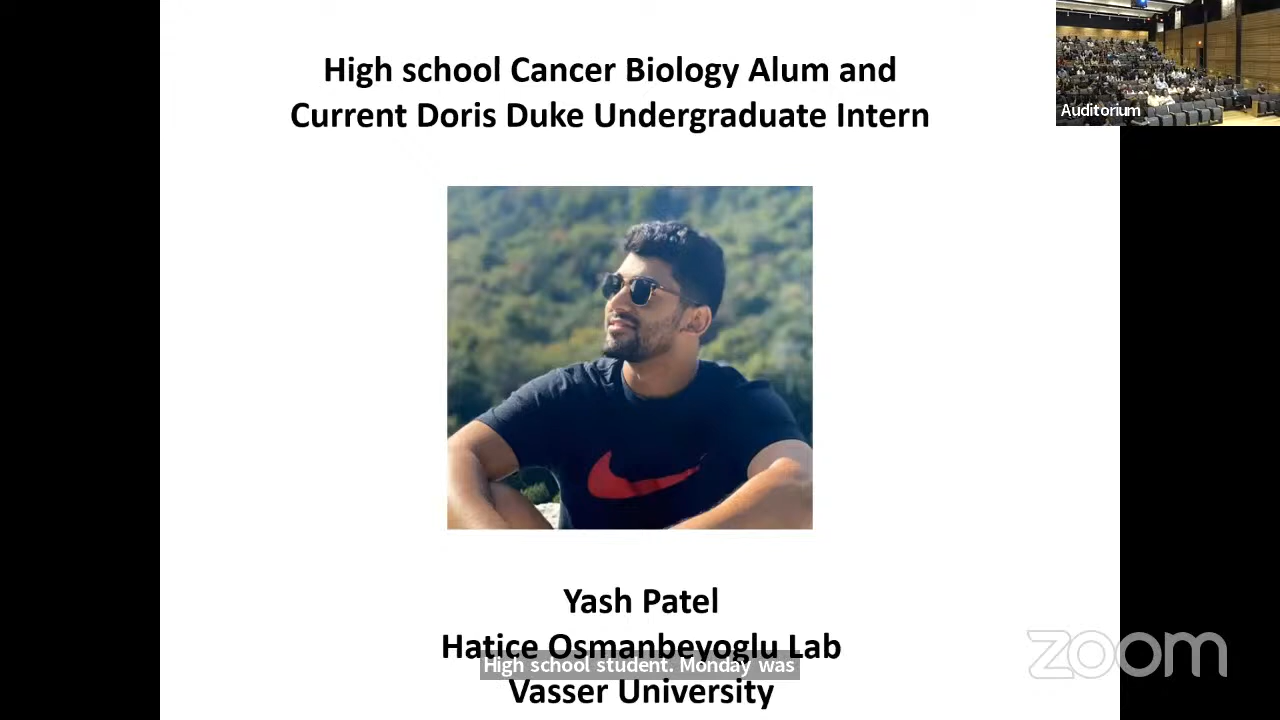 High school Cancer Biology Alum and
Current Doris Duke Undergraduate Intern
Auditorium
Yash Patel
Hatice Osmanbeyoglu Lab
High school student. Monday was
Vasser University
zoom